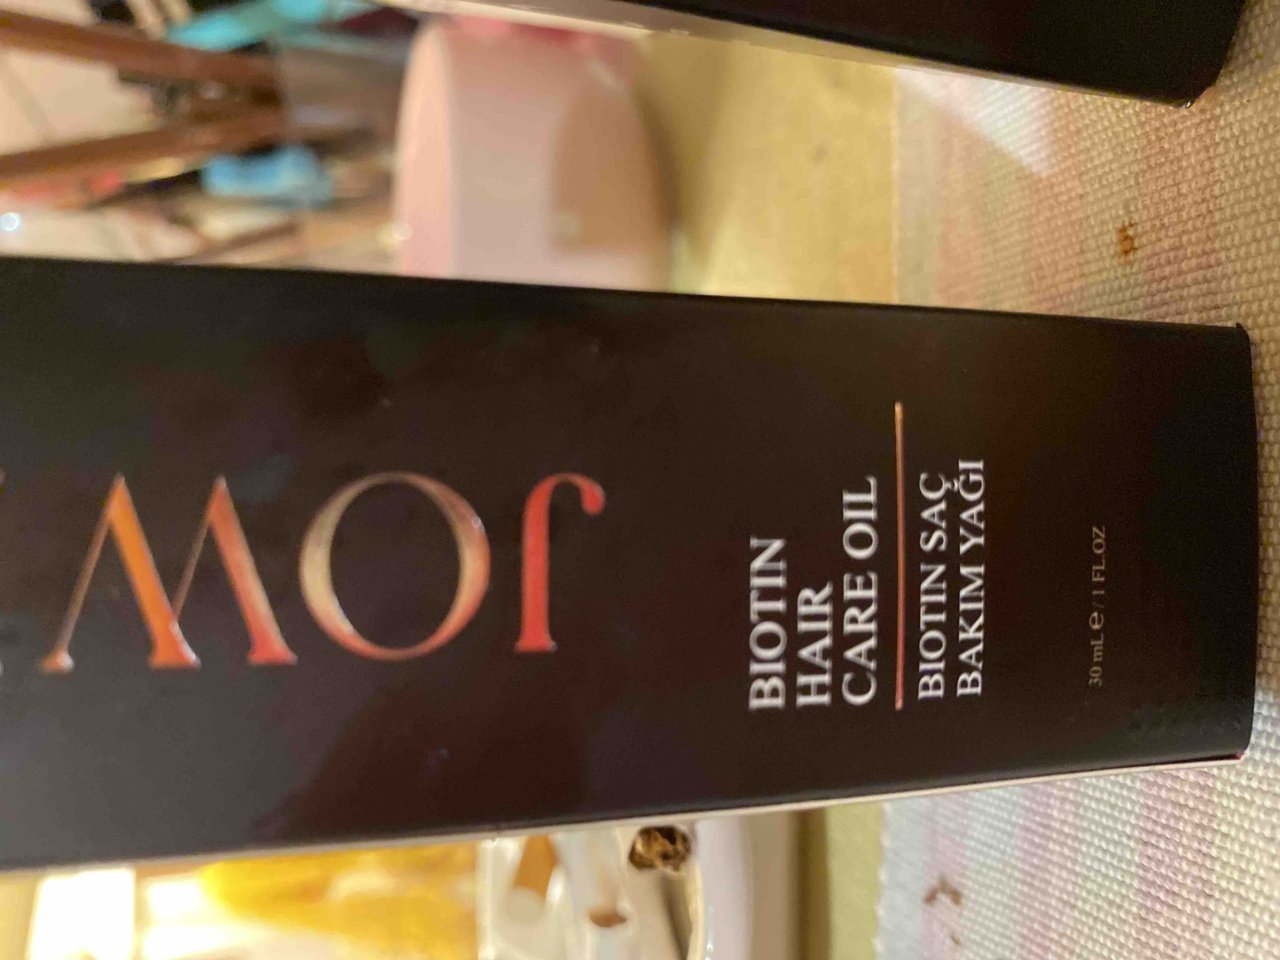 JOW
BIOTIN
HAIR
CARE OIL
BIOTIN SAÇ
BAKIM YAĞI
30 mL e / 1 FL.OZ